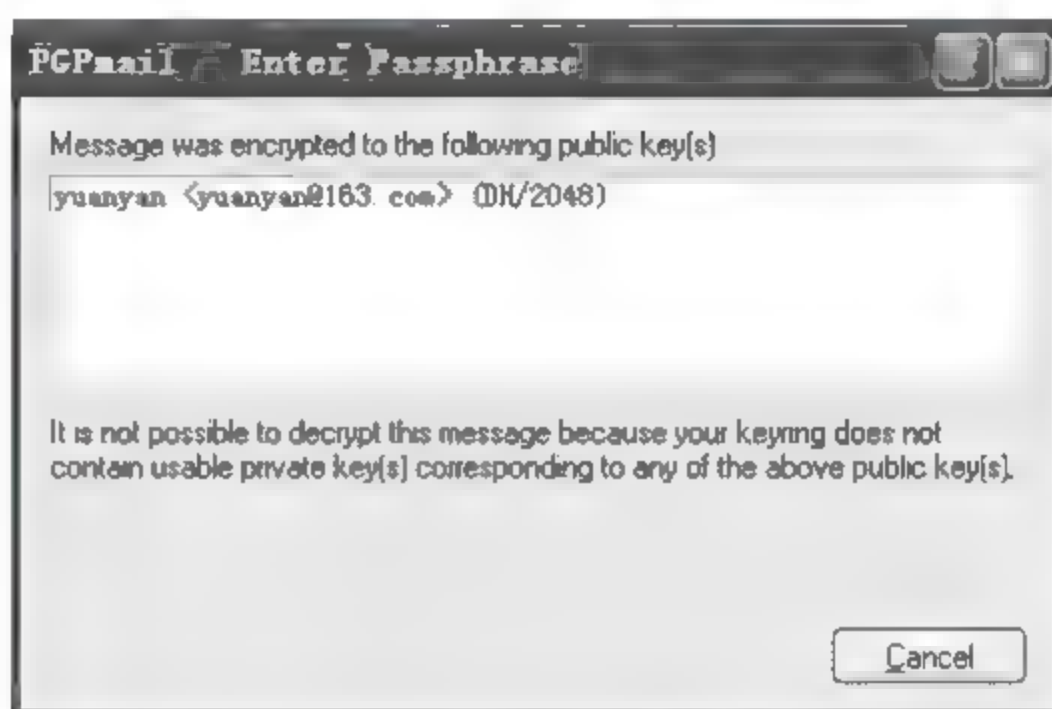 PGPmail - Enter Passphrase
Message was encrypted to the following public key(s)
yuanyan <yuanyan@163.com> (DH/2048)
It is not possible to decrypt this message because your keyring does not
contain usable private key(s) corresponding to any of the above public key(s).
Cancel